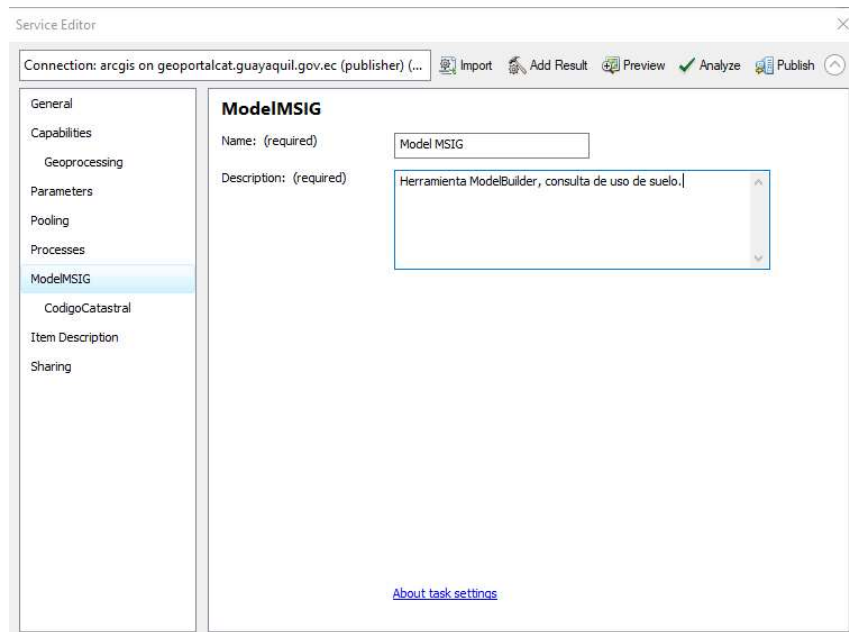 Service Editor
Connection: arcgis on geoportalcat.guayaquil.gov.ec (publisher) (... Import Add Result Preview Analyze Publish
General
Capabilities
Geoprocessing
Parameters
Pooling
Processes
ModelMSIG
CodigoCatastral
Item Description
Sharing
ModelMSIG
Name: (required) Model MSIG
Description: (required) Herramienta ModelBuilder, consulta de uso de suelo.
About task settings